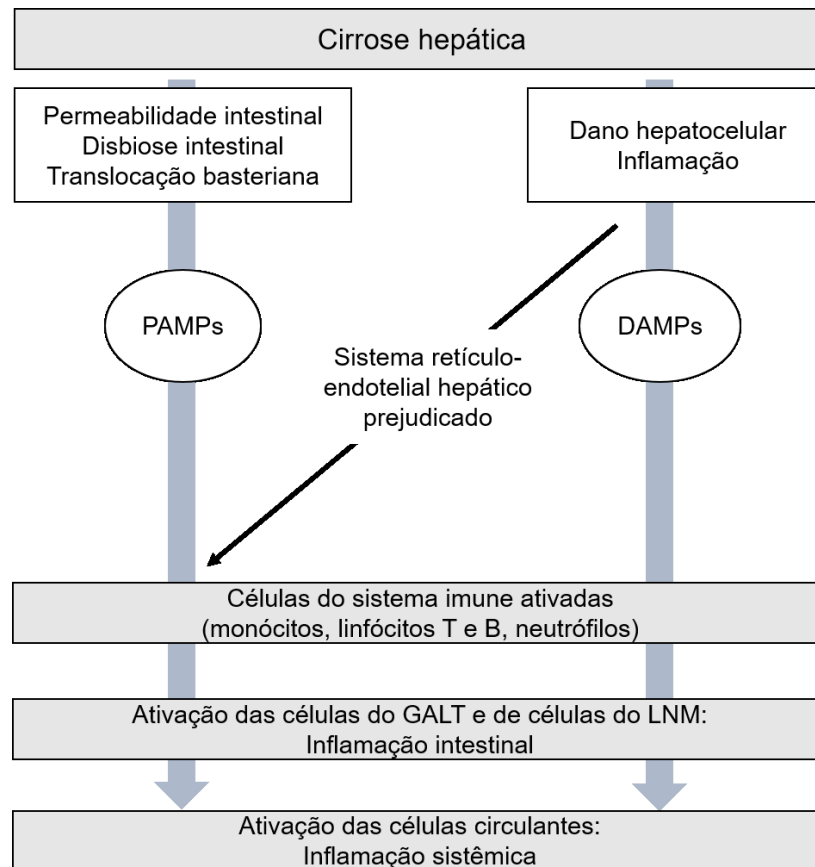 Cirrose hepática
Permeabilidade intestinal
Disbiose intestinal
Translocação basteriana
Dano hepatocelular
Inflamação
PAMPs
DAMPs
Sistema retículo-
endotelial hepático
prejudicado
Células do sistema imune ativadas
(monócitos, linfócitos T e B, neutrófilos)
Ativação das células do GALT e de células do LNM:
Inflamação intestinal
Ativação das células circulantes:
Inflamação sistêmica